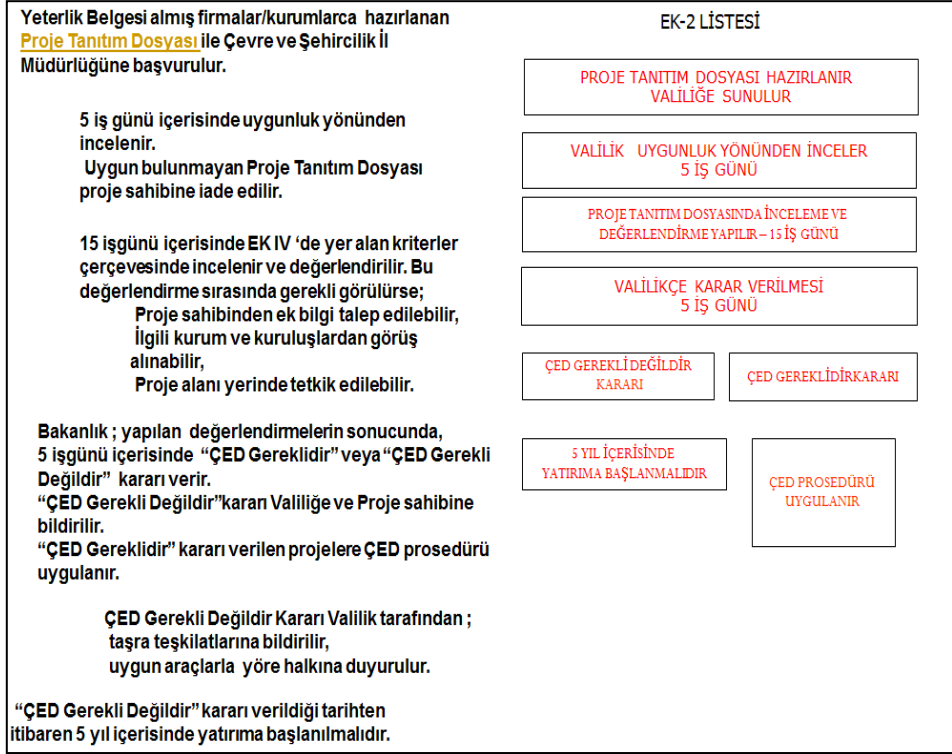 Yeterlik Belgesi almış firmalar/kurumlarca hazırlanan
Proje Tanıtım Dosyası ile Çevre ve Şehircilik İl
Müdürlüğüne başvurulur.
5 iş günü içerisinde uygunluk yönünden
incelenir.
Uygun bulunmayan Proje Tanıtım Dosyası
proje sahibine iade edilir.
15 işgünü içerisinde EK IV ‘de yer alan kriterler
çerçevesinde incelenir ve değerlendirilir. Bu
değerlendirme sırasında gerekli görülürse;
Proje sahibinden ek bilgi talep edilebilir,
İlgili kurum ve kuruluşlardan görüş
alınabilir,
Proje alanı yerinde tetkik edilebilir.
Bakanlık ; yapılan değerlendirmelerin sonucunda,
5 işgünü içerisinde “ÇED Gereklidir” veya “ÇED Gerekli
Değildir” kararı verir.
“ÇED Gerekli Değildir”kararı Valiliğe ve Proje sahibine
bildirilir.
“ÇED Gereklidir” kararı verilen projelere ÇED prosedürü
uygulanır.
ÇED Gerekli Değildir Kararı Valilik tarafından ;
taşra teşkilatlarına bildirilir,
uygun araçlarla yöre halkına duyurulur.
“ÇED Gerekli Değildir” kararı verildiği tarihten
itibaren 5 yıl içerisinde yatırıma başlanılmalıdır.
EK-2 LİSTESİ
PROJE TANITIM DOSYASI HAZIRLANIR
VALİLİĞE SUNULUR
VALİLİK UYGUNLUK YÖNÜNDEN İNCELER
5 İŞ GÜNÜ
PROJE TANITIM DOSYASINDA İNCELEME VE
DEĞERLENDİRME YAPILIR – 15 İŞ GÜNÜ
VALİLİKÇE KARAR VERİLMESİ
5 İŞ GÜNÜ
ÇED GEREKLİ DEĞİLDİR
KARARI
ÇED GEREKLİDİRKARARI
5 YIL İÇERİSİNDE
YATIRIMA BAŞLANMALIDIR
ÇED PROSEDÜRÜ
UYGULANIR